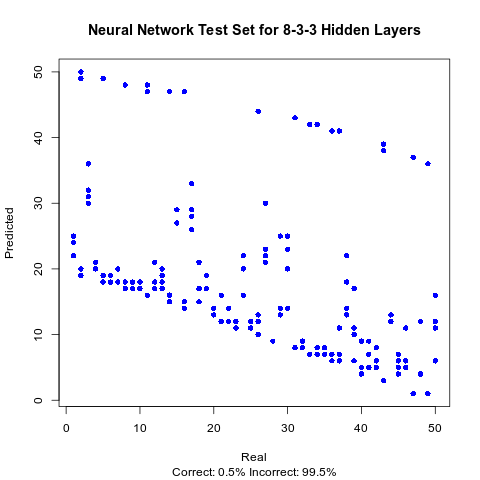 Neural Network Test Set for 8-3-3 Hidden Layers
Predicted
50
40
30
20
10
0
0 10 20 30 40 50
Real
Correct: 0.5% Incorrect: 99.5%